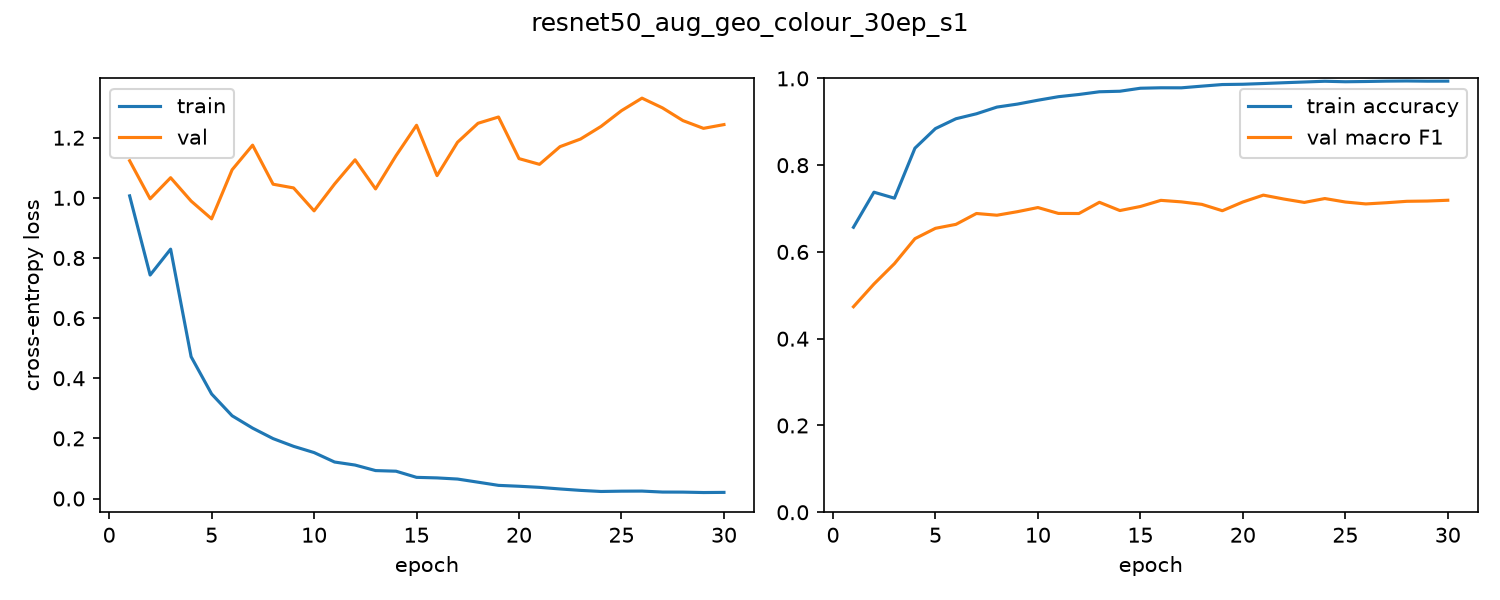 resnet50_aug_geo_colour_30ep_s1
train
val
cross-entropy loss
1.2
1.0
0.8
0.6
0.4
0.2
0.0
0 5 10 15 20 25 30
epoch
train accuracy
val macro F1
1.0
0.8
0.6
0.4
0.2
0.0
0 5 10 15 20 25 30
epoch